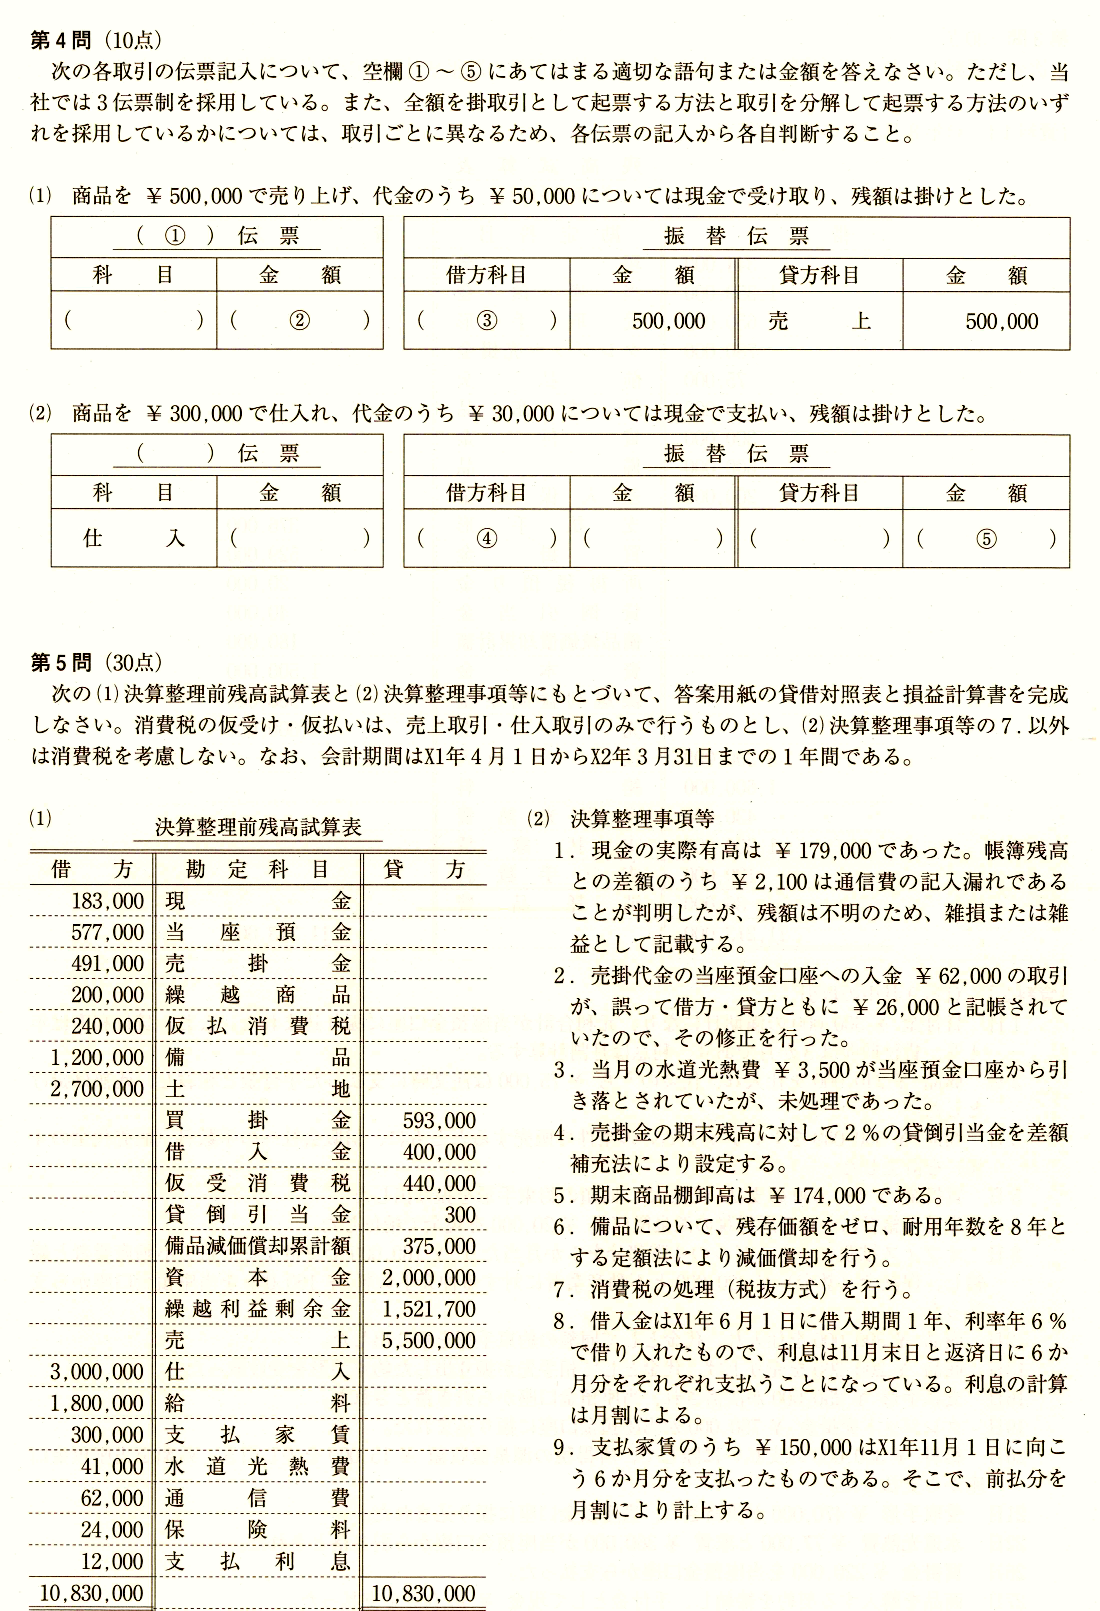 第4問 (10点)
次の各取引の伝票記入について、空欄①～⑤にあてはまる適切な語句または金額を答えなさい。ただし、当
社では3伝票制を採用している。また、全額を掛取引として起票する方法と取引を分解して起票する方法のいず
れを採用しているかについては、取引ごとに異なるため、各伝票の記入から各自判断すること。
(1) 商品を ￥500,000で売り上げ、代金のうち ￥50,000については現金で受け取り、残額は掛けとした。
( ① ) 伝票 振替伝票
科目 金額 借方科目 金額 貸方科目 金額
( ) ( ② ) ( ③ ) 500,000 売上 500,000
(2) 商品を ￥300,000で仕入れ、代金のうち ￥30,000については現金で支払い、残額は掛けとした。
( ) 伝票 振替伝票
科目 金額 借方科目 金額 貸方科目 金額
仕入 ( ) ( ④ ) ( ) ( ) ( ⑤ )
第5問 (30点)
次の(1)決算整理前残高試算表と(2)決算整理事項等にもとづいて、答案用紙の貸借対照表と損益計算書を完成
しなさい。消費税の仮受け・仮払いは、売上取引・仕入取引のみで行うものとし、(2)決算整理事項等の7．以外
は消費税を考慮しない。なお、会計期間はX1年4月1日からX2年3月31日までの1年間である。
(1) 決算整理前残高試算表
借方 勘定科目 貸方
183,000 現金
577,000 当座預金
491,000 売掛金
200,000 繰越商品
240,000 仮払消費税
1,200,000 備品
2,700,000 土地
買掛金 593,000
借入金 400,000
仮受消費税 440,000
貸倒引当金 300
備品減価償却累計額 375,000
資本金 2,000,000
繰越利益剰余金 1,521,700
売上 5,500,000
3,000,000 仕入
1,800,000 給料
300,000 支払家賃
41,000 水道光熱費
62,000 通信費
24,000 保険料
12,000 支払利息
10,830,000 10,830,000
(2) 決算整理事項等
1．現金の実際有高は ￥179,000であった。帳簿残高
との差額のうち ￥2,100は通信費の記入漏れである
ことが判明したが、残額は不明のため、雑損または雑
益として記載する。
2．売掛代金の当座預金口座への入金 ￥62,000の取引
が、誤って借方・貸方ともに ￥26,000と記帳されて
いたので、その修正を行った。
3．当月の水道光熱費 ￥3,500が当座預金口座から引
き落とされていたが、未処理であった。
4．売掛金の期末残高に対して2％の貸倒引当金を差額
補充法により設定する。
5．期末商品棚卸高は ￥174,000である。
6．備品について、残存価額をゼロ、耐用年数を8年と
する定額法により減価償却を行う。
7．消費税の処理（税抜方式）を行う。
8．借入金はX1年6月1日に借入期間1年、利率年6％
で借り入れたもので、利息は11月末日と返済日に6か
月分をそれぞれ支払うことになっている。利息の計算
は月割による。
9．支払家賃のうち ￥150,000はX1年11月1日に向こ
う6か月分を支払ったものである。そこで、前払分を
月割により計上する。